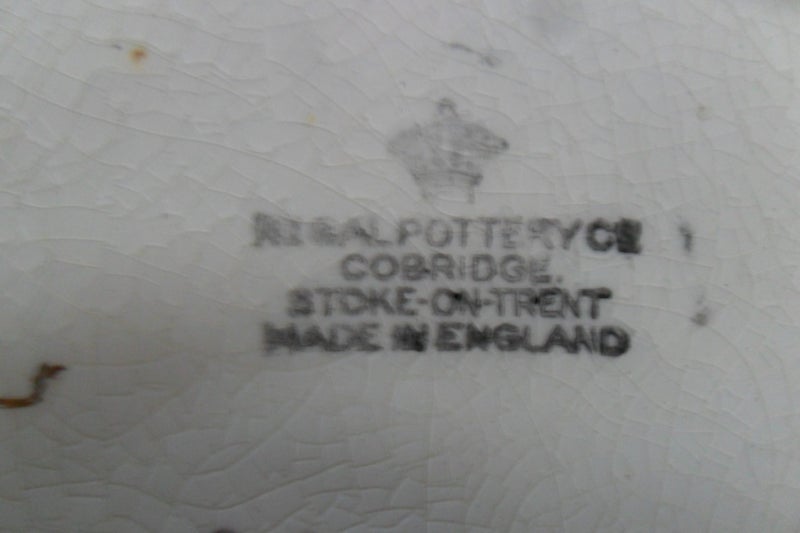 REGAL POTTERY CO
COBRIDGE.
STOKE-ON-TRENT
MADE IN ENGLAND